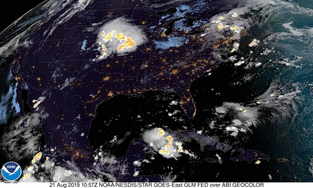 21 Aug 2019 10:57Z NOAA/NESDIS/STAR GOES-East GLM FED over ABI GEOCOLOR